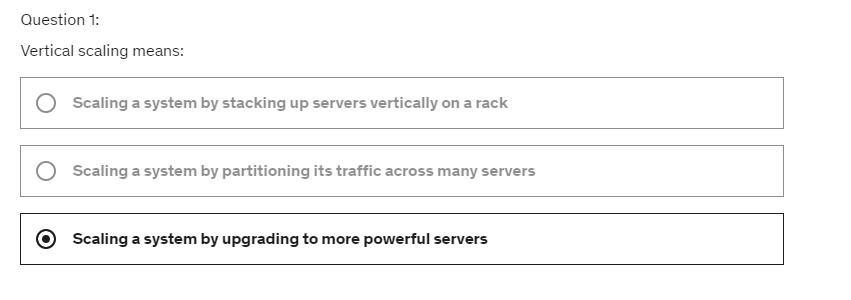 Question 1:
Vertical scaling means:
Scaling a system by stacking up servers vertically on a rack
Scaling a system by partitioning its traffic across many servers
Scaling a system by upgrading to more powerful servers